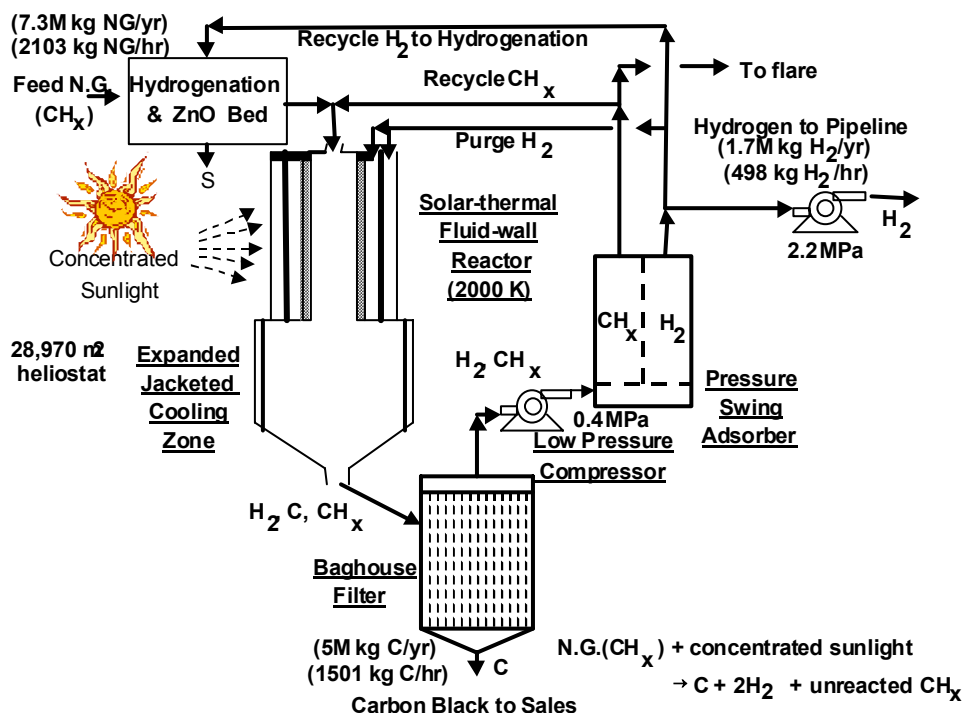 (7.3M kg NG/yr)
(2103 kg NG/hr)
Feed N.G.
(CHx)
Hydrogenation
& ZnO Bed
S
Recycle H2 to Hydrogenation
Recycle CHx
To flare
Purge H2
Hydrogen to Pipeline
(1.7M kg H2/yr)
(498 kg H2/hr)
H2
2.2MPa
Concentrated
Sunlight
Solar-thermal
Fluid-wall
Reactor
(2000 K)
28,970 m2
heliostat
Expanded
Jacketed
Cooling
Zone
CHx
H2
H2, CHx
0.4MPa
Low Pressure
Compressor
Pressure
Swing
Adsorber
H2, C, CHx
Baghouse
Filter
(5M kg C/yr)
(1501 kg C/hr)
C
Carbon Black to Sales
N.G.(CHx) + concentrated sunlight
→ C + 2H2 + unreacted CHx